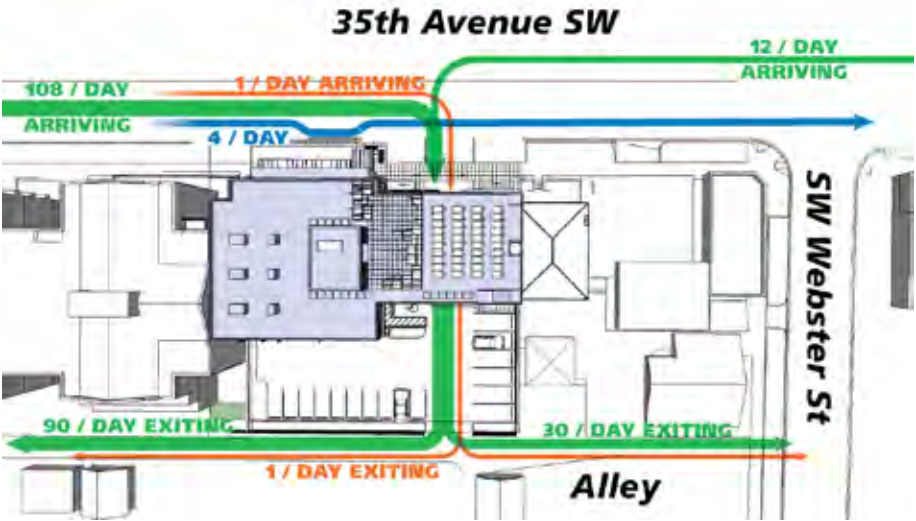 35th Avenue SW
12 / DAY
ARRIVING
1 / DAY ARRIVING
108 / DAY
ARRIVING
4 / DAY
SW Webster St
90 / DAY EXITING
30 / DAY EXITING
1 / DAY EXITING
Alley